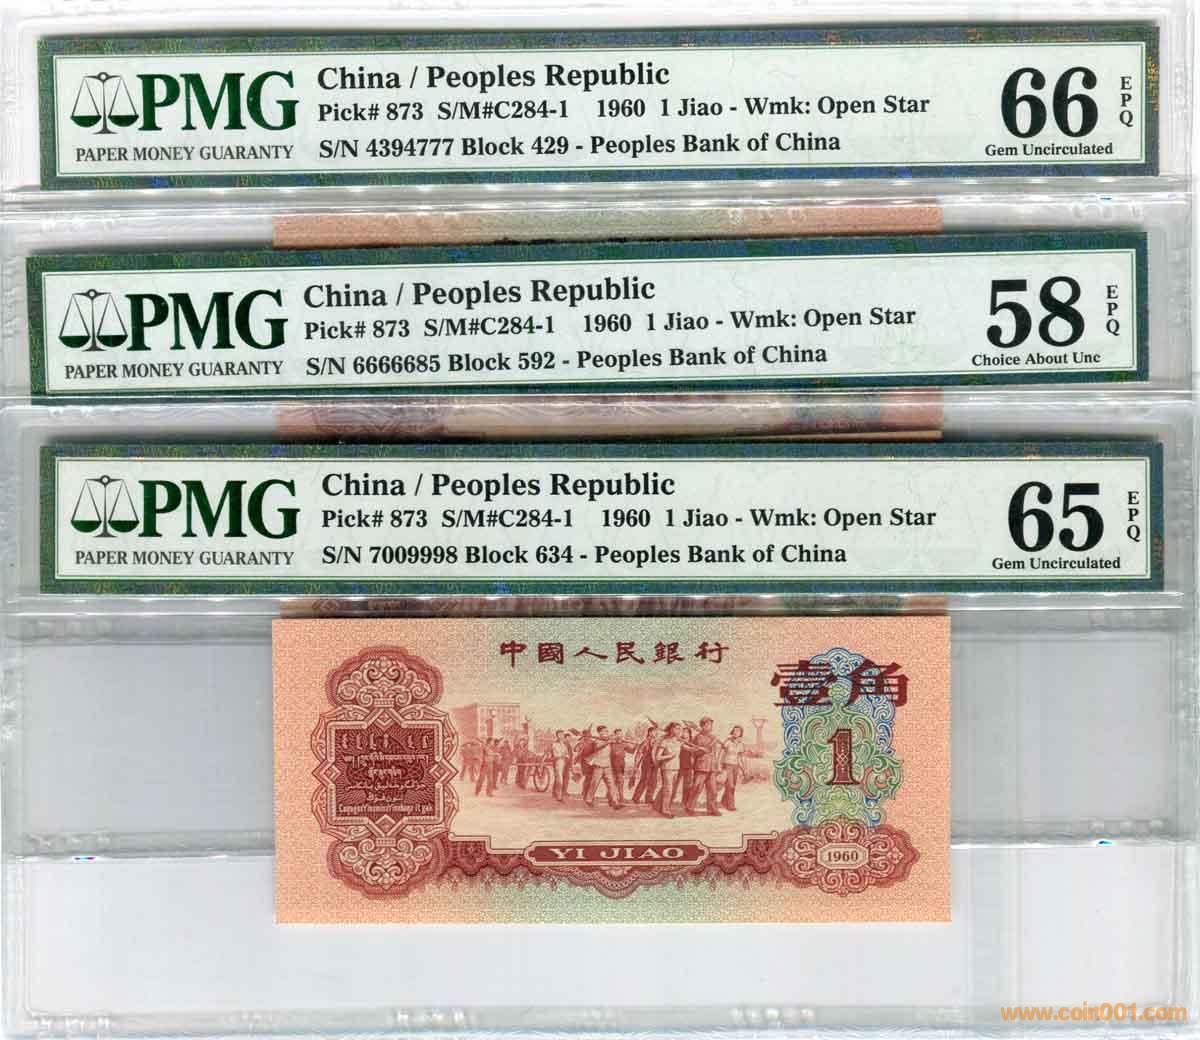 PMG
PAPER MONEY GUARANTY
China / Peoples Republic
Pick# 873 S/M#C284-1 1960 1 Jiao - Wmk: Open Star
S/N 4394777 Block 429 - Peoples Bank of China
66 EPQ
Gem Uncirculated
PMG
PAPER MONEY GUARANTY
China / Peoples Republic
Pick# 873 S/M#C284-1 1960 1 Jiao - Wmk: Open Star
S/N 6666685 Block 592 - Peoples Bank of China
58 EPQ
Choice About Unc
PMG
PAPER MONEY GUARANTY
China / Peoples Republic
Pick# 873 S/M#C284-1 1960 1 Jiao - Wmk: Open Star
S/N 7009998 Block 634 - Peoples Bank of China
65 EPQ
Gem Uncirculated
中國人民銀行
壹角
1
YI JIAO
1960
www.coin001.com